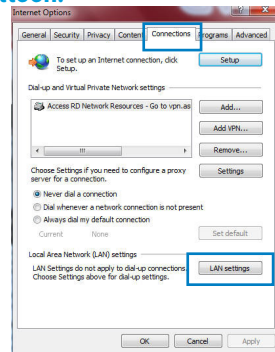 Internet Options
General Security Privacy Content Connections Programs Advanced
To set up an Internet connection, click
Setup.
Setup
Dial-up and Virtual Private Network settings
Access RD Network Resources - Go to vpn.as
Add...
Add VPN...
Remove...
Choose Settings if you need to configure a proxy
server for a connection.
Settings
Never dial a connection
Dial whenever a network connection is not present
Always dial my default connection
Current None
Set default
Local Area Network (LAN) settings
LAN Settings do not apply to dial-up connections.
Choose Settings above for dial-up settings.
LAN settings
OK Cancel Apply